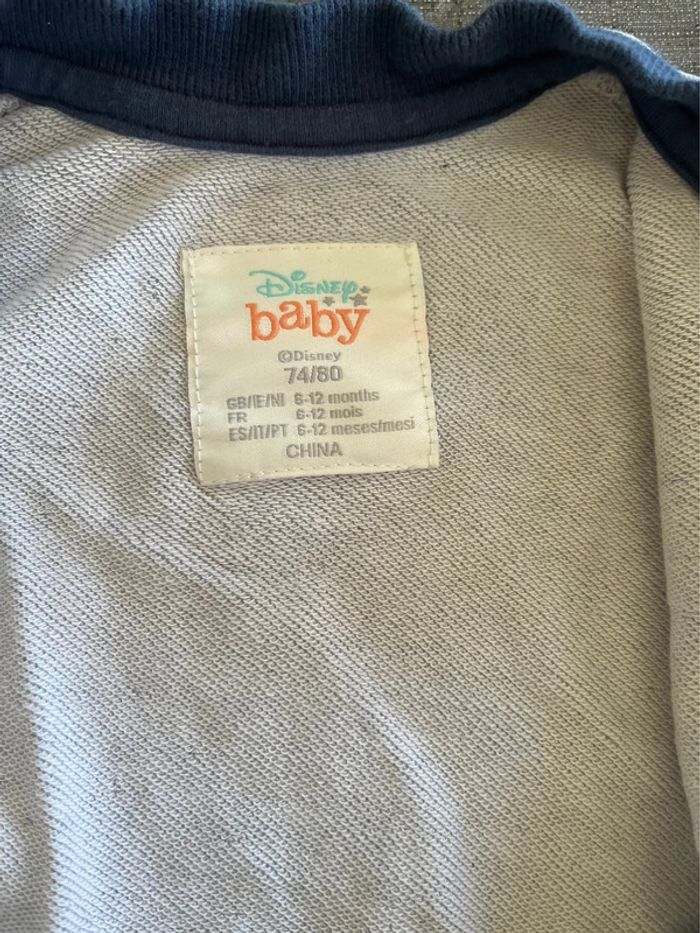 Disney
baby
©Disney
74/80
GB/IE/NI 6-12 months
FR 6-12 mois
ES/IT/PT 6-12 meses/mesi
CHINA